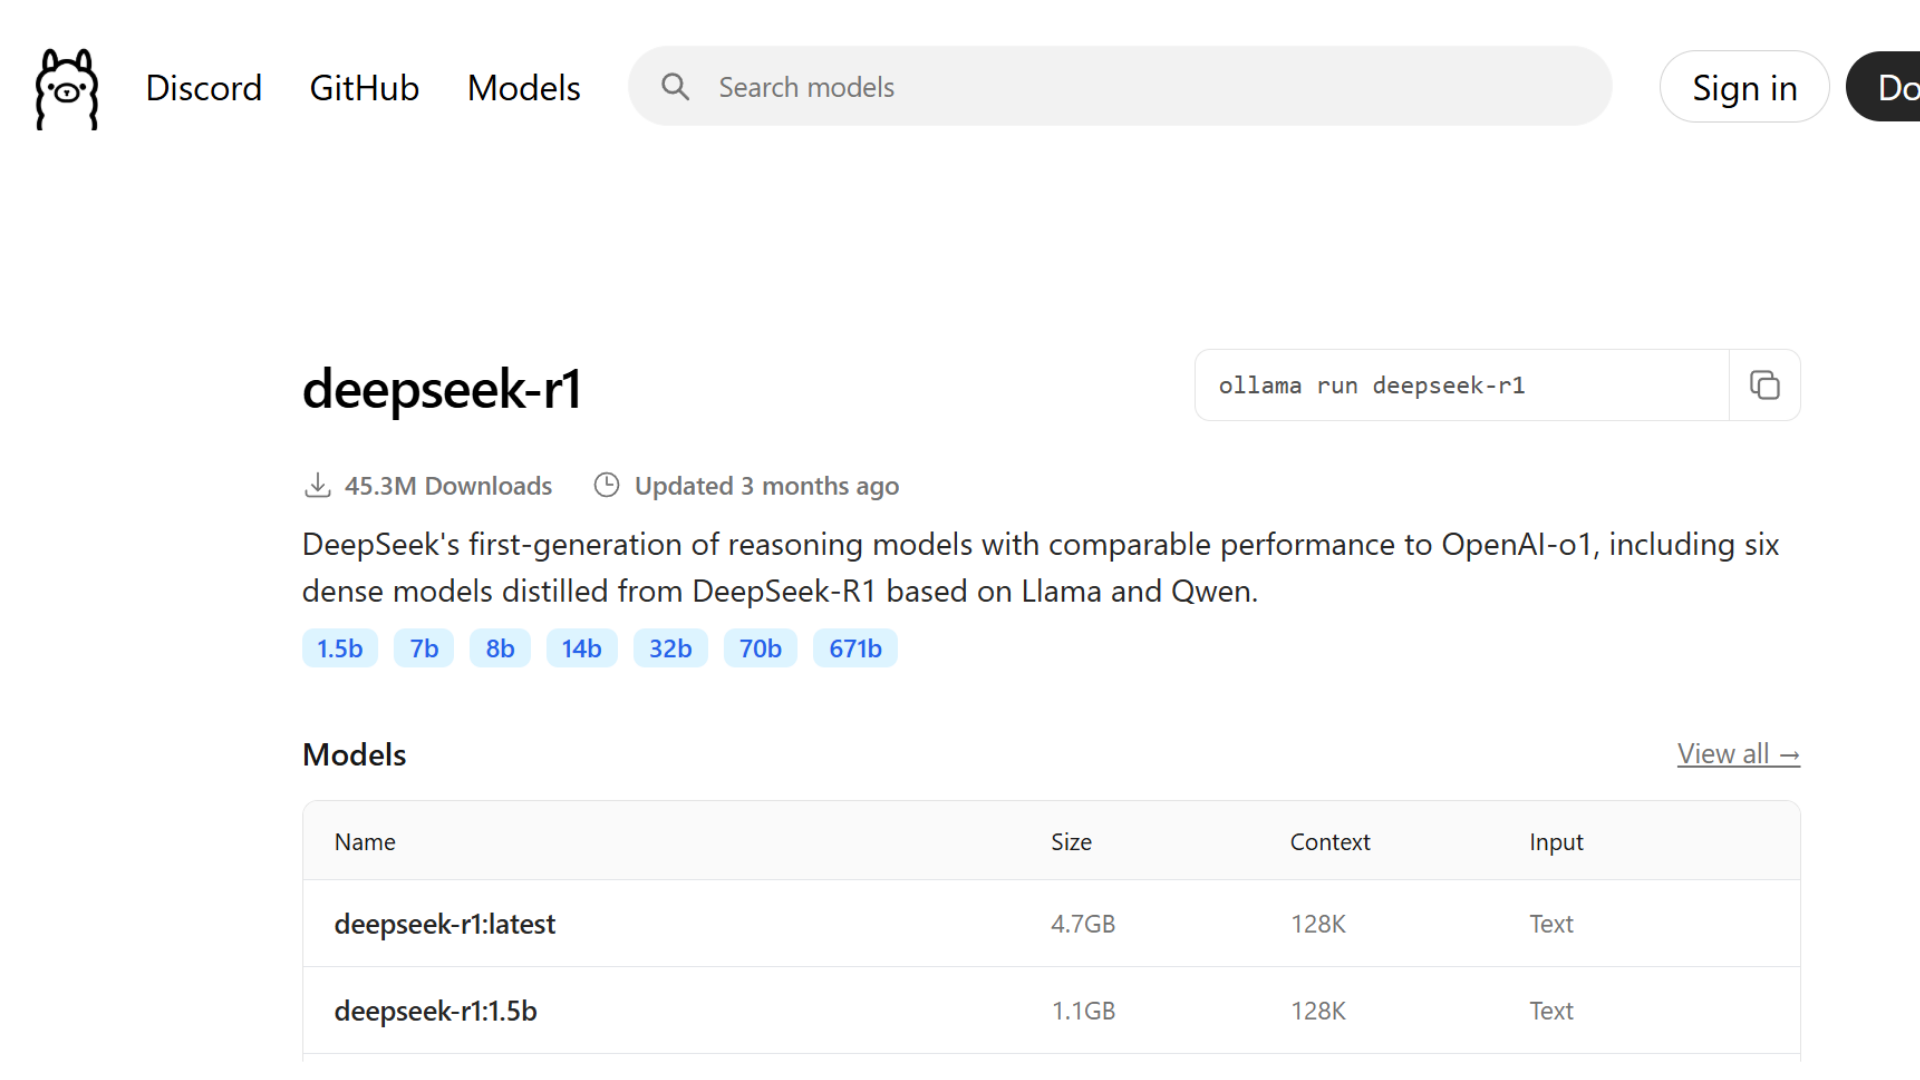 Discord GitHub Models Search models Sign in Do
deepseek-r1
ollama run deepseek-r1
45.3M Downloads Updated 3 months ago
DeepSeek's first-generation of reasoning models with comparable performance to OpenAI-o1, including six
dense models distilled from DeepSeek-R1 based on Llama and Qwen.
1.5b 7b 8b 14b 32b 70b 671b
Models View all →
Name Size Context Input
deepseek-r1:latest 4.7GB 128K Text
deepseek-r1:1.5b 1.1GB 128K Text